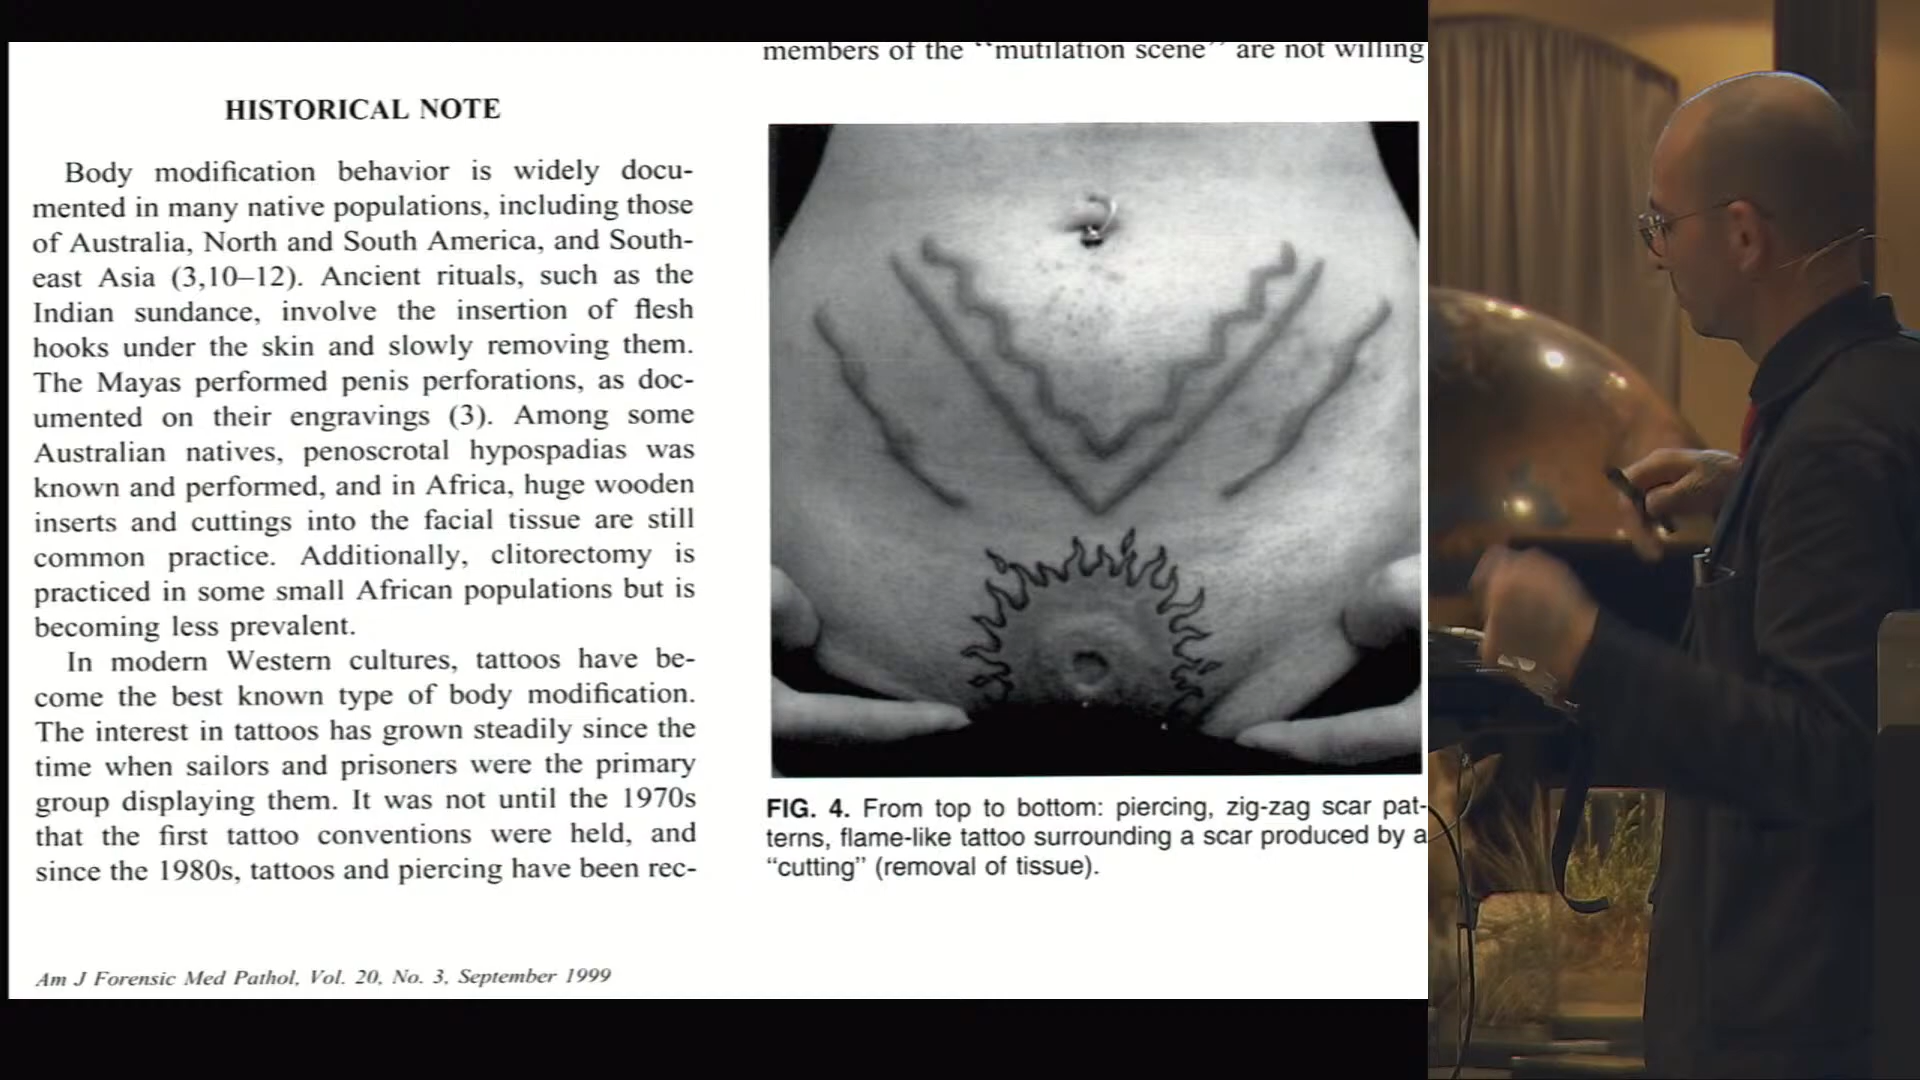 members of the “mutilation scene” are not willing
HISTORICAL NOTE
Body modification behavior is widely docu-
mented in many native populations, including those
of Australia, North and South America, and South-
east Asia (3,10–12). Ancient rituals, such as the
Indian sundance, involve the insertion of flesh
hooks under the skin and slowly removing them.
The Mayas performed penis perforations, as doc-
umented on their engravings (3). Among some
Australian natives, penoscrotal hypospadias was
known and performed, and in Africa, huge wooden
inserts and cuttings into the facial tissue are still
common practice. Additionally, clitorectomy is
practiced in some small African populations but is
becoming less prevalent.
In modern Western cultures, tattoos have be-
come the best known type of body modification.
The interest in tattoos has grown steadily since the
time when sailors and prisoners were the primary
group displaying them. It was not until the 1970s
that the first tattoo conventions were held, and
since the 1980s, tattoos and piercing have been rec-
Am J Forensic Med Pathol, Vol. 20, No. 3, September 1999
FIG. 4. From top to bottom: piercing, zig-zag scar pat-
terns, flame-like tattoo surrounding a scar produced by a
“cutting” (removal of tissue).